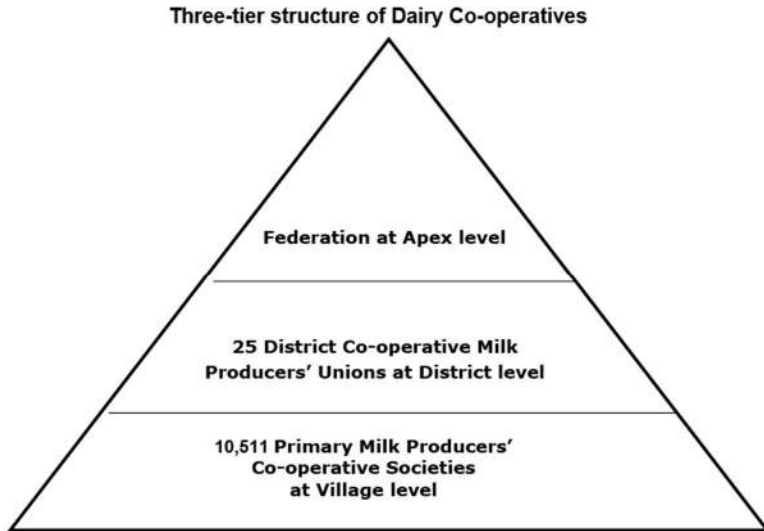 Three-tier structure of Dairy Co-operatives
Federation at Apex level
25 District Co-operative Milk
Producers’ Unions at District level
10,511 Primary Milk Producers’
Co-operative Societies
at Village level